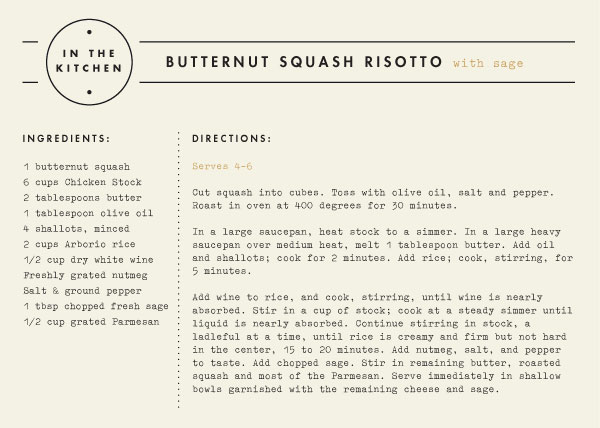 IN THE
KITCHEN
BUTTERNUT SQUASH RISOTTO with sage
INGREDIENTS:
1 butternut squash
6 cups Chicken Stock
2 tablespoons butter
1 tablespoon olive oil
4 shallots, minced
2 cups Arborio rice
1/2 cup dry white wine
Freshly grated nutmeg
Salt & ground pepper
1 tbsp chopped fresh sage
1/2 cup grated Parmesan
DIRECTIONS:
Serves 4-6
Cut squash into cubes. Toss with olive oil, salt and pepper.
Roast in oven at 400 degrees for 30 minutes.
In a large saucepan, heat stock to a simmer. In a large heavy
saucepan over medium heat, melt 1 tablespoon butter. Add oil
and shallots; cook for 2 minutes. Add rice; cook, stirring, for
5 minutes.
Add wine to rice, and cook, stirring, until wine is nearly
absorbed. Stir in a cup of stock; cook at a steady simmer until
liquid is nearly absorbed. Continue stirring in stock, a
ladleful at a time, until rice is creamy and firm but not hard
in the center, 15 to 20 minutes. Add nutmeg, salt, and pepper
to taste. Add chopped sage. Stir in remaining butter, roasted
squash and most of the Parmesan. Serve immediately in shallow
bowls garnished with the remaining cheese and sage.